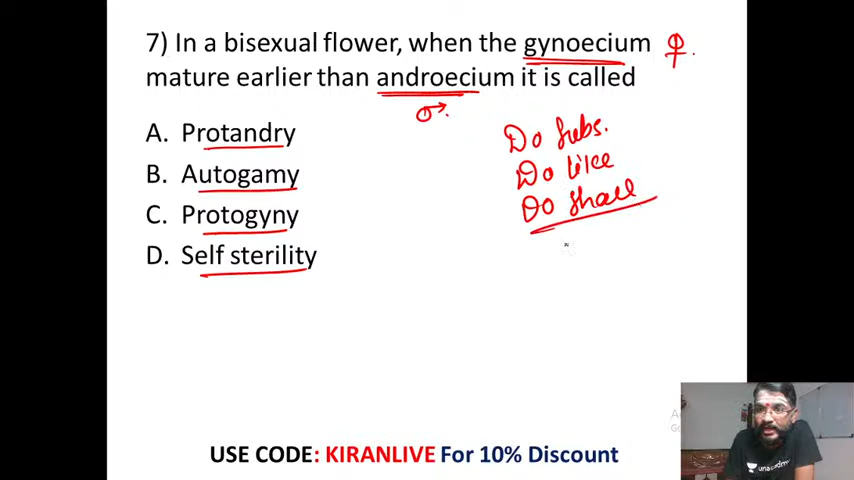 7) In a bisexual flower, when the gynoecium ♀.
mature earlier than androecium it is called
♂.
A. Protandry
B. Autogamy
C. Protogyny
D. Self sterility
Do Subs.
Do like
Do share
USE CODE: KIRANLIVE For 10% Discount